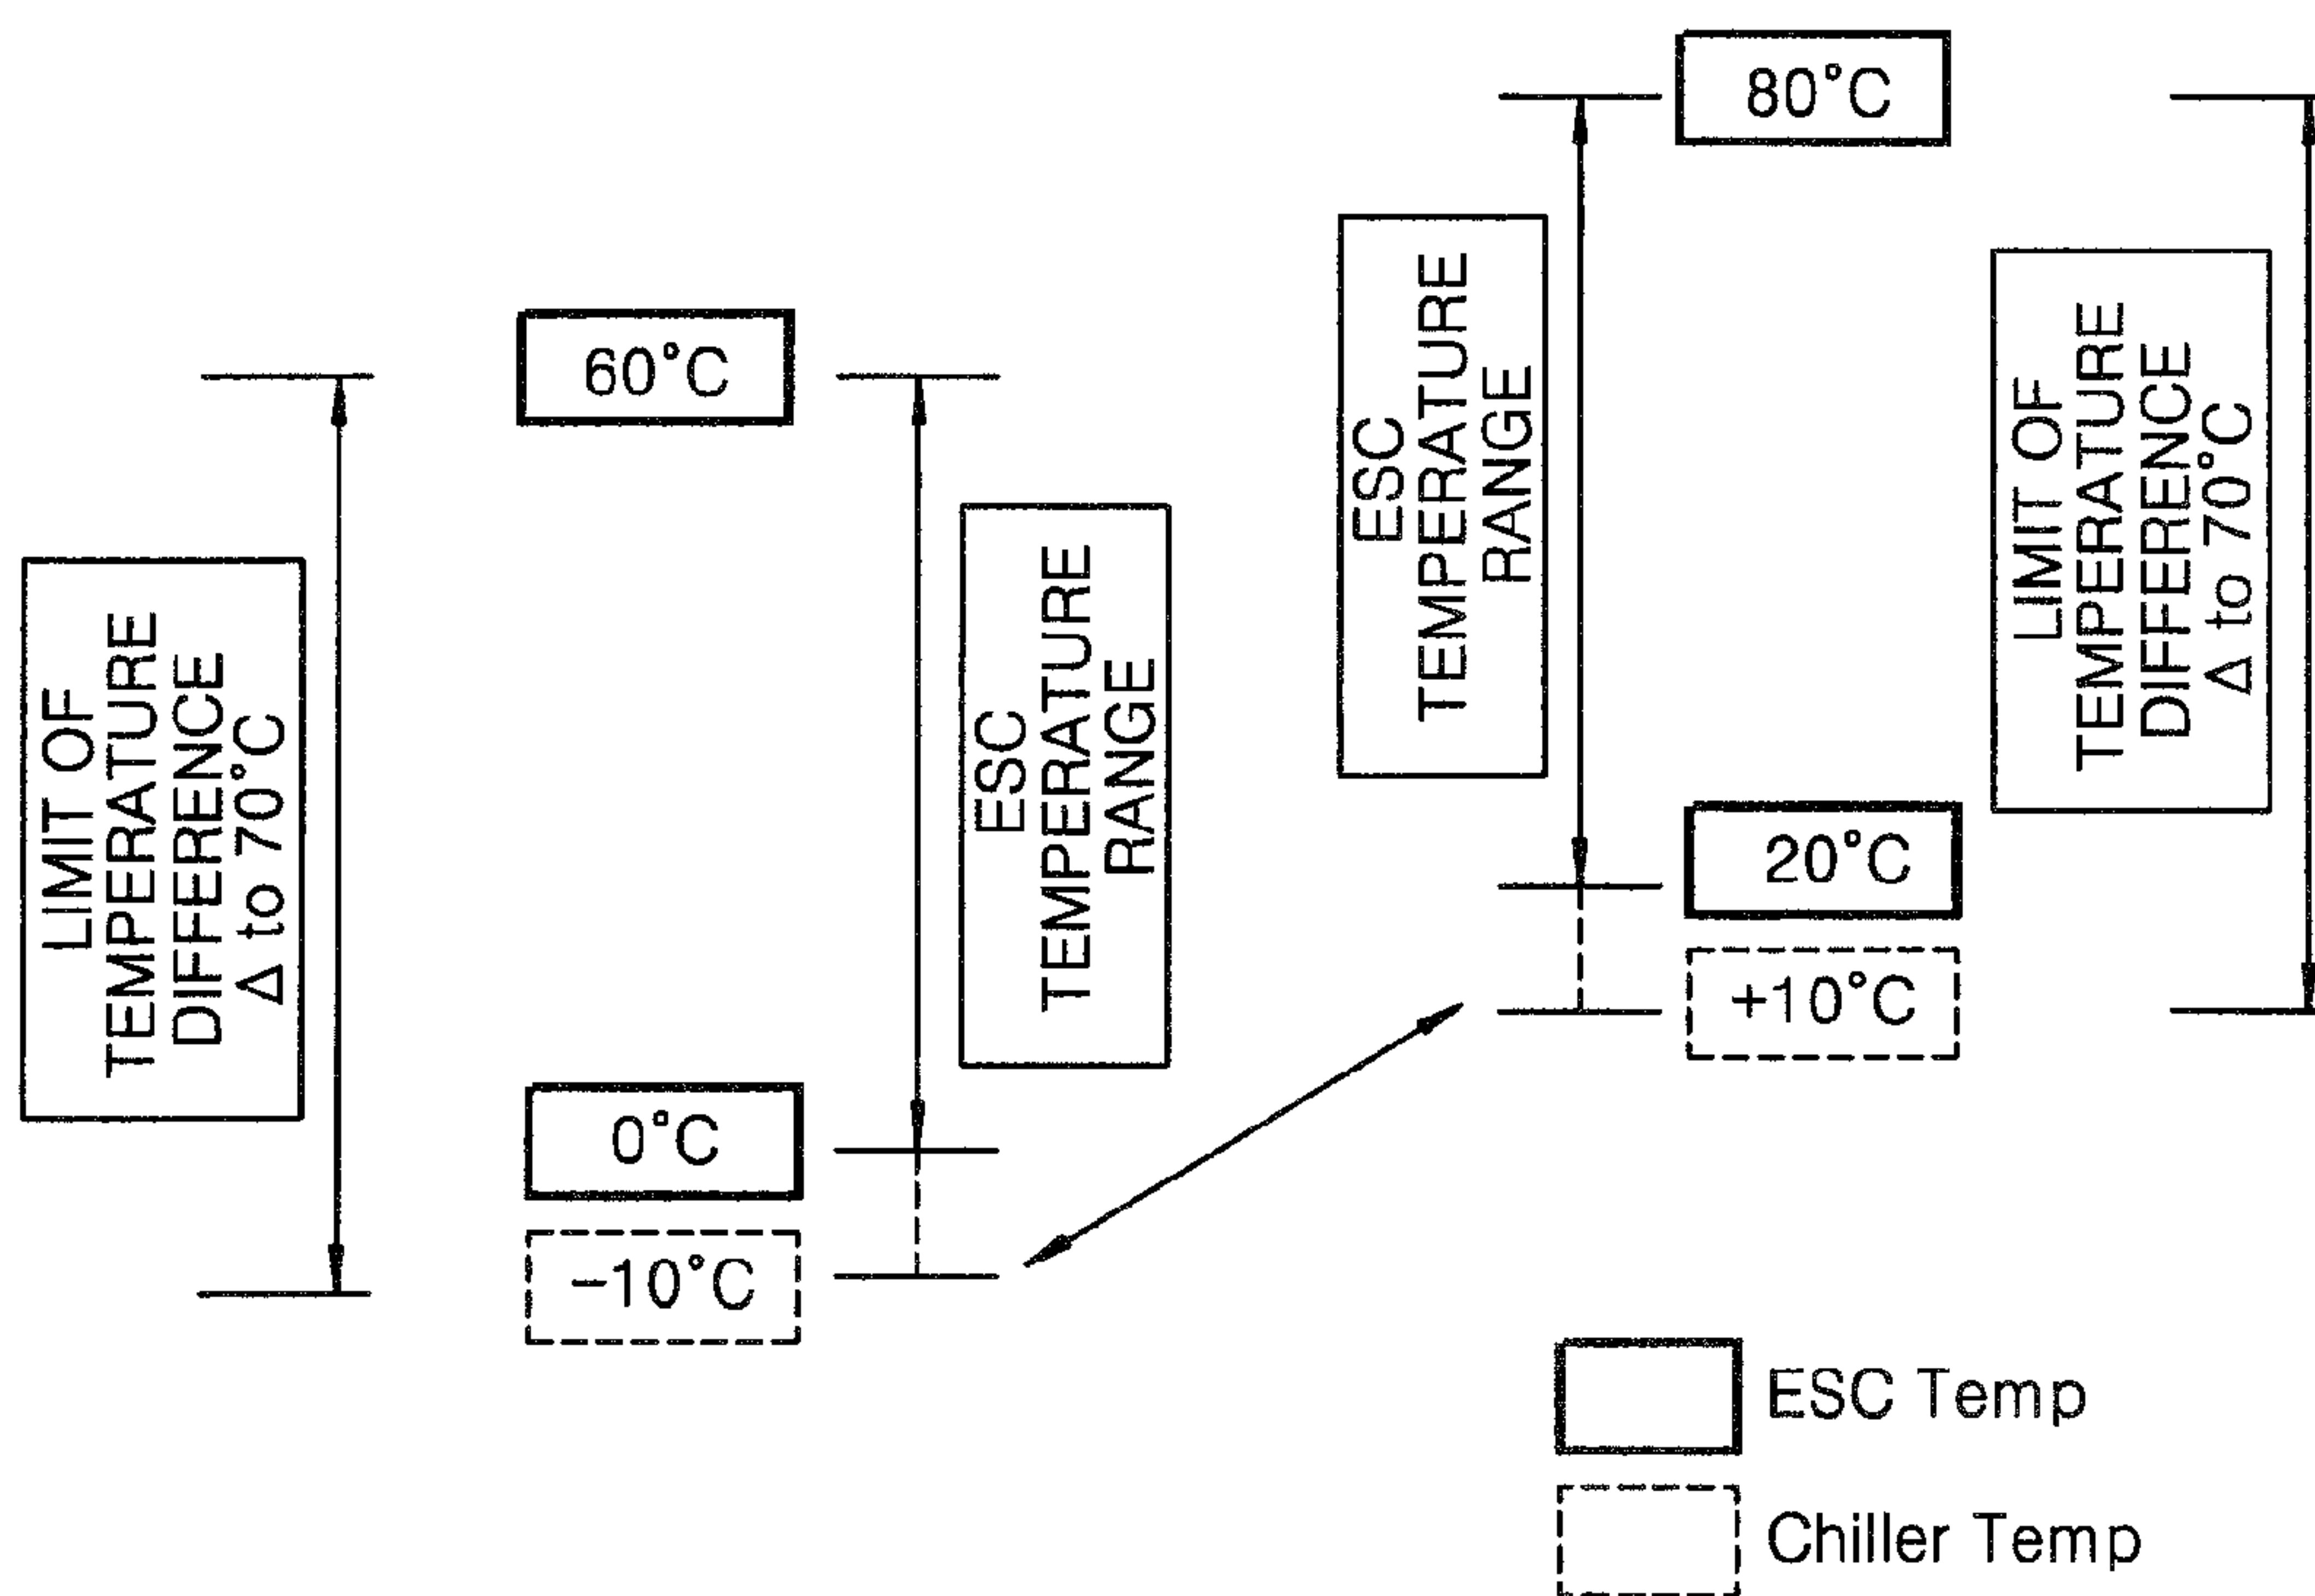 LIMIT OF
TEMPERATURE
DIFFERENCE
Δ to 70°C
60°C
0°C
−10°C
ESC
TEMPERATURE
RANGE
ESC
TEMPERATURE
RANGE
80°C
20°C
+10°C
LIMIT OF
TEMPERATURE
DIFFERENCE
Δ to 70°C
ESC Temp
Chiller Temp